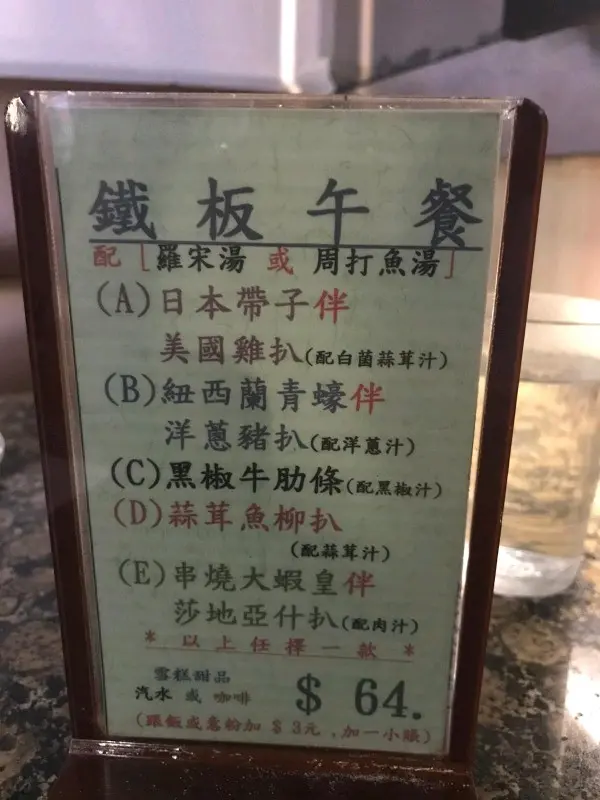 鐵板午餐
配[羅宋湯 或 周打魚湯]
(A)日本帶子伴
美國雞扒(配白菌蒜茸汁)
(B)紐西蘭青蠔伴
洋蔥豬扒(配洋蔥汁)
(C)黑椒牛肋條(配黑椒汁)
(D)蒜茸魚柳扒
(配蒜茸汁)
(E)串燒大蝦皇伴
莎地亞什扒(配肉汁)
* 以上任擇一款 *
雪糕甜品
汽水 或 咖啡 $ 64.
(跟飯或意粉加 $3元,加一小賬)